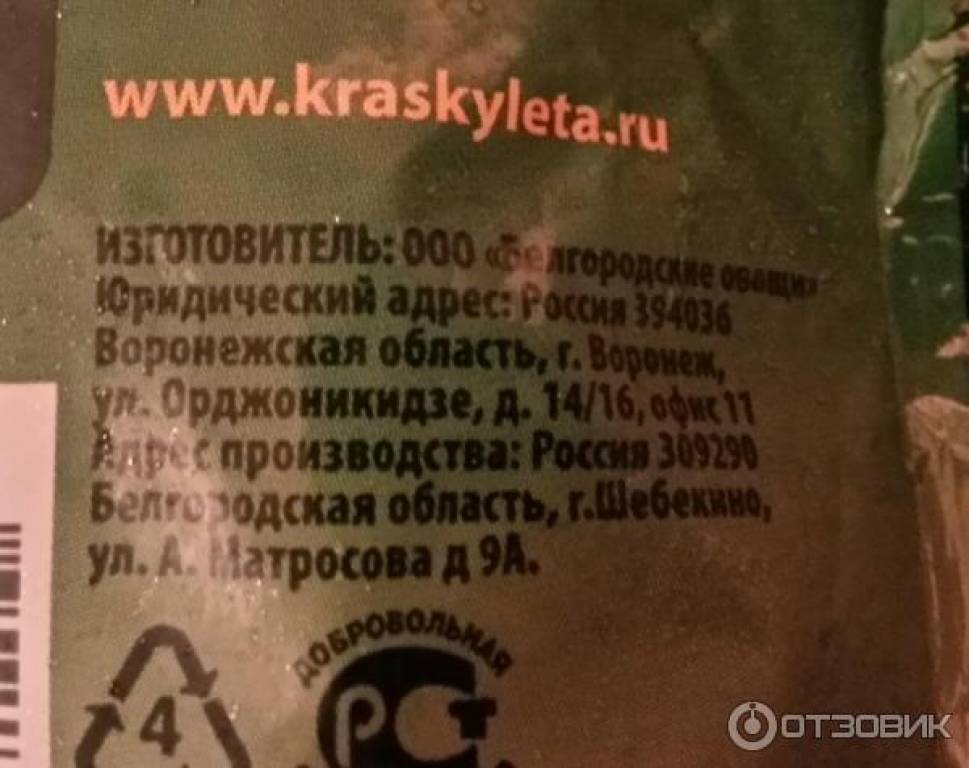 www.kraskyleta.ru
ИЗГОТОВИТЕЛЬ: ООО «Белгородские овощи»
Юридический адрес: Россия 394036
Воронежская область, г. Воронеж,
ул. Орджоникидзе, д. 14/16, офис 11
Адрес производства: Россия 309290
Белгородская область, г.Шебекино,
ул. А. Матросова д 9А.
ДОБРОВОЛЬНАЯ
4
РСТ
ОТЗОВИК